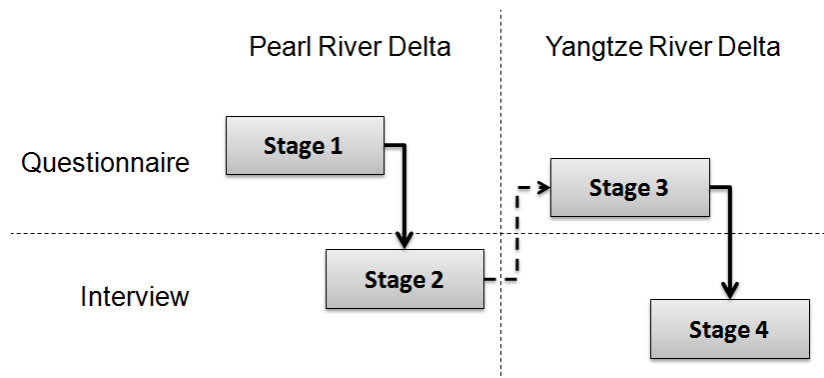 Pearl River Delta
Yangtze River Delta
Questionnaire
Stage 1
Stage 3
Interview
Stage 2
Stage 4